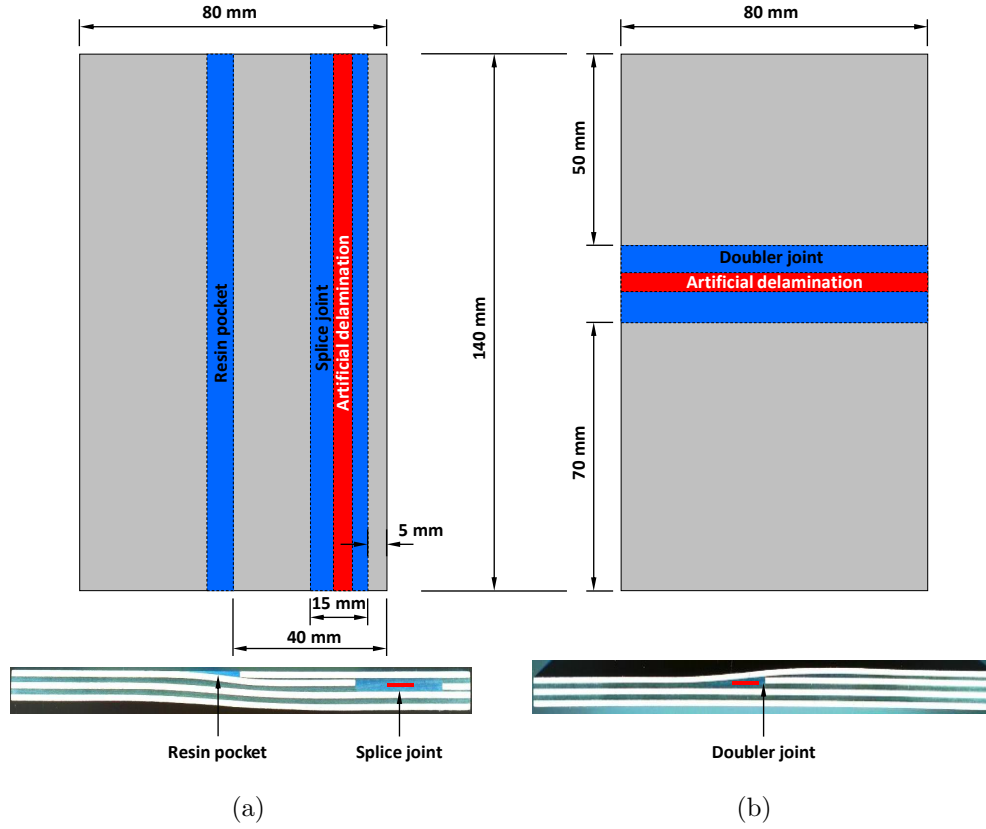 80 mm
80 mm
Resin pocket
Splice joint
Artificial delamination
140 mm
50 mm
Doubler joint
Artificial delamination
70 mm
5 mm
15 mm
40 mm
Resin pocket
Splice joint
Doubler joint
(a)
(b)